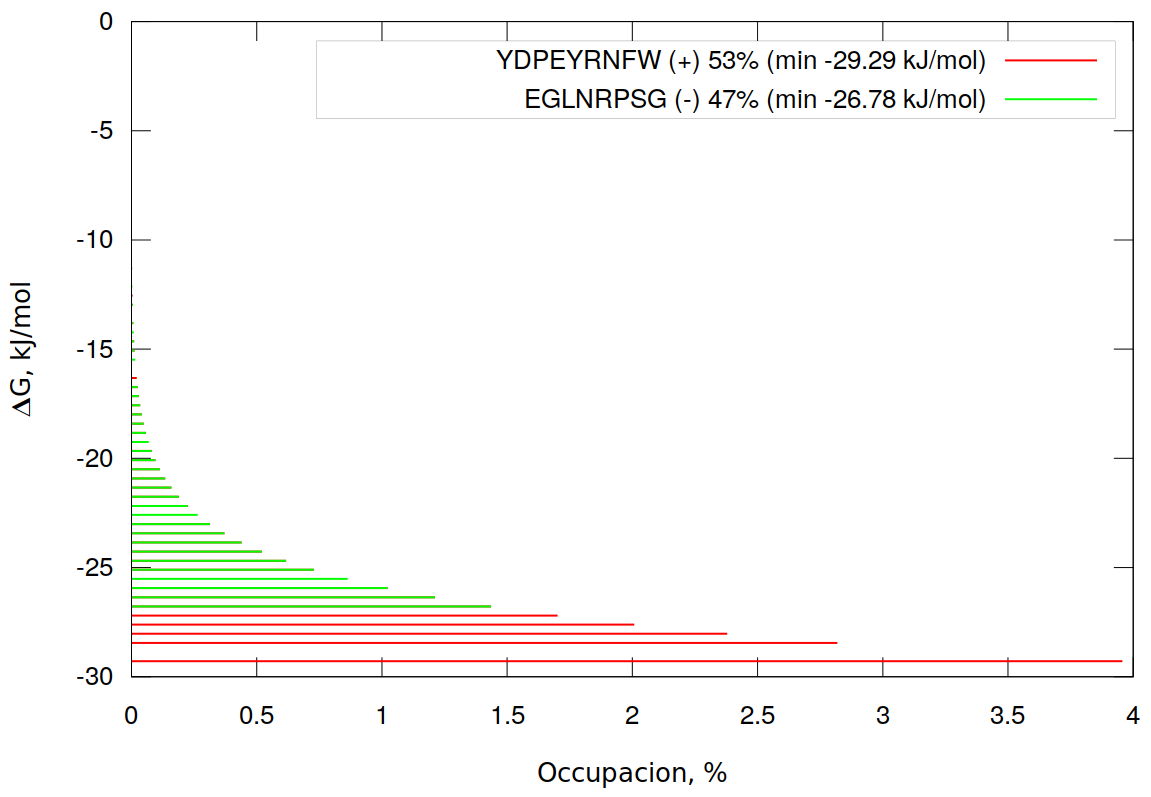 0
-5
-10
-15
-20
-25
-30
ΔG, kJ/mol
YDPEYRNFW (+) 53% (min -29.29 kJ/mol)
EGLNRPSG (-) 47% (min -26.78 kJ/mol)
0 0.5 1 1.5 2 2.5 3 3.5 4
Occupacion, %